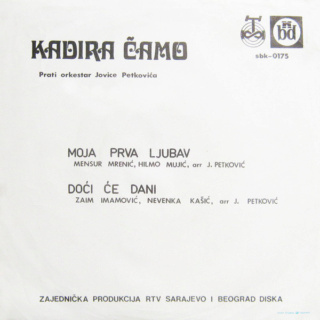 KADIRA ČAMO
Prati orkestar Jovice Petkovića
bd
sbk-0175
MOJA PRVA LJUBAV
MENSUR MRENIĆ, HILMO MUJIĆ, arr J. PETKOVIĆ
DOĆI ĆE DANI
ZAIM IMAMOVIĆ, NEVENKA KAŠIĆ, arr J. PETKOVIĆ
ZAJEDNIČKA PRODUKCIJA RTV SARAJEVO I BEOGRAD DISKA